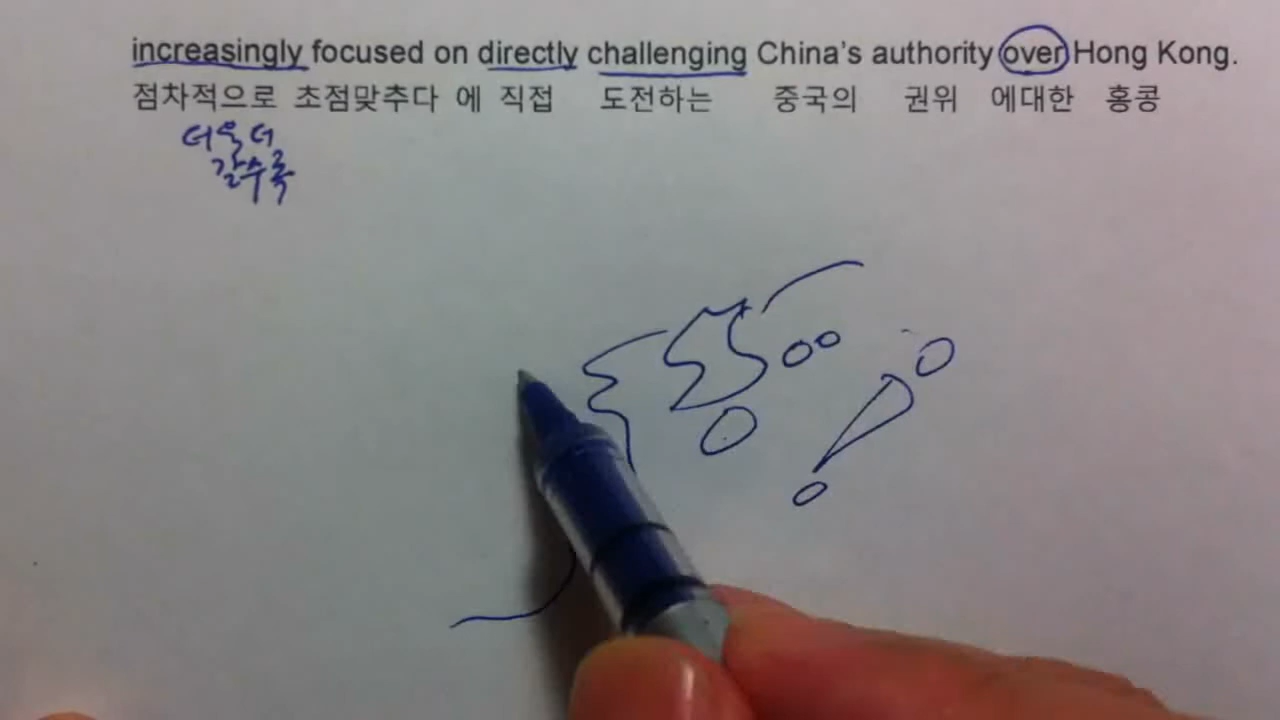 increasingly focused on directly challenging China's authority over Hong Kong.
점차적으로 초점맞추다 에 직접 도전하는 중국의 권위 에대한 홍콩
더욱더
갈수록